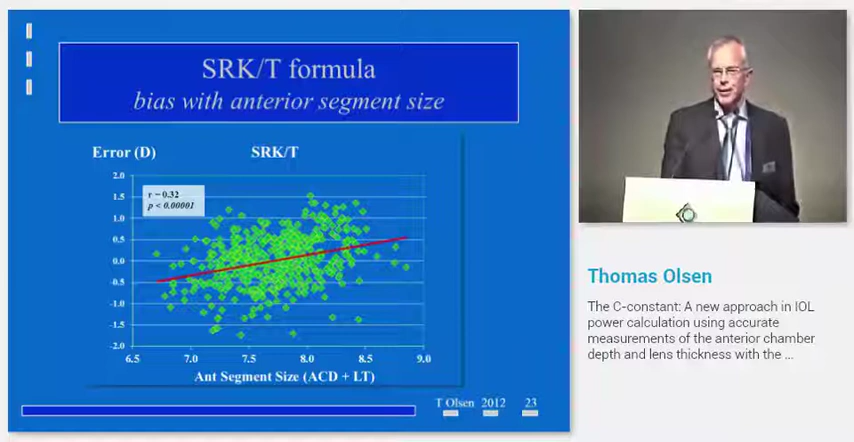 SRK/T formula
bias with anterior segment size
Error (D)
SRK/T
r = 0.32
p < 0.00001
2.0
1.5
1.0
0.5
0.0
-0.5
-1.0
-1.5
-2.0
6.5 7.0 7.5 8.0 8.5 9.0
Ant Segment Size (ACD + LT)
T Olsen 2012 23
Thomas Olsen
The C-constant: A new approach in IOL
power calculation using accurate
measurements of the anterior chamber
depth and lens thickness with the ...